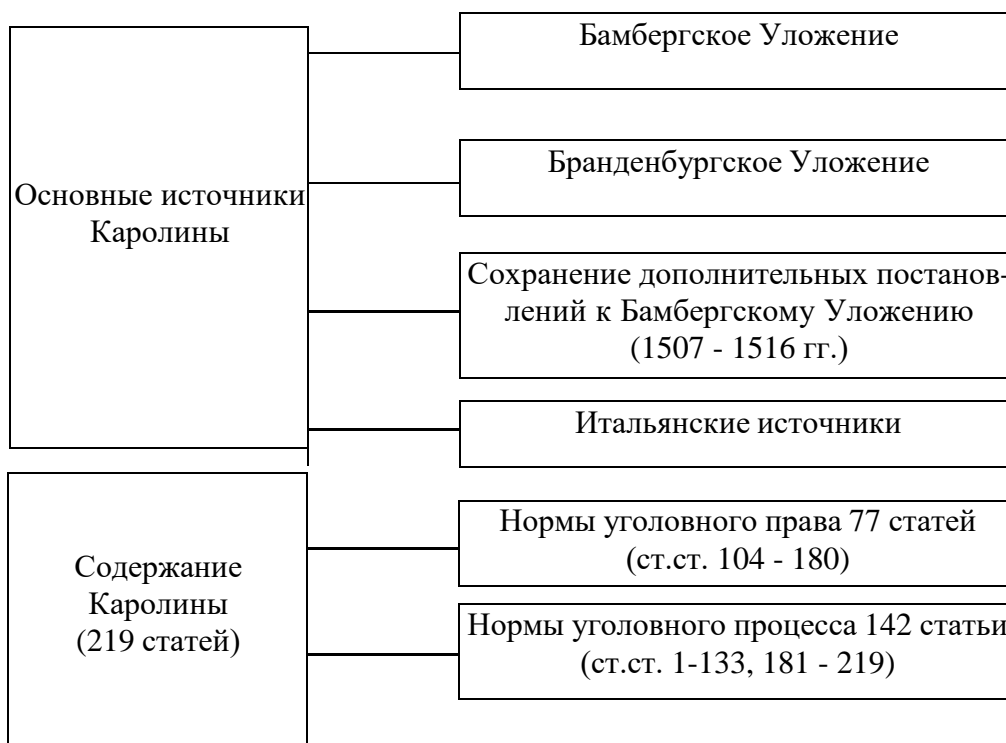 Основные источники
Каролины
Бамбергское Уложение
Бранденбургское Уложение
Сохранение дополнительных постанов-
лений к Бамбергскому Уложению
(1507 - 1516 гг.)
Итальянские источники
Содержание
Каролины
(219 статей)
Нормы уголовного права 77 статей
(ст.ст. 104 - 180)
Нормы уголовного процесса 142 статьи
(ст.ст. 1-133, 181 - 219)